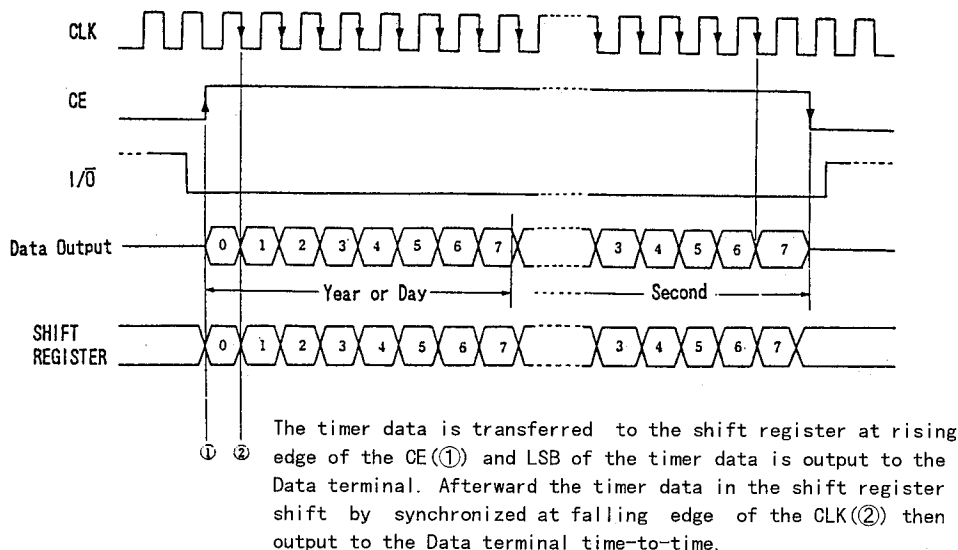 CLK
CE
I/O̅
Data Output 0 1 2 3 4 5 6 7 3 4 5 6 7
Year or Day Second
SHIFT
REGISTER
0 1 2 3 4 5 6 7 3 4 5 6 7
① ②
The timer data is transferred to the shift register at rising
edge of the CE(①) and LSB of the timer data is output to the
Data terminal. Afterward the timer data in the shift register
shift by synchronized at falling edge of the CLK(②) then
output to the Data terminal time-to-time.